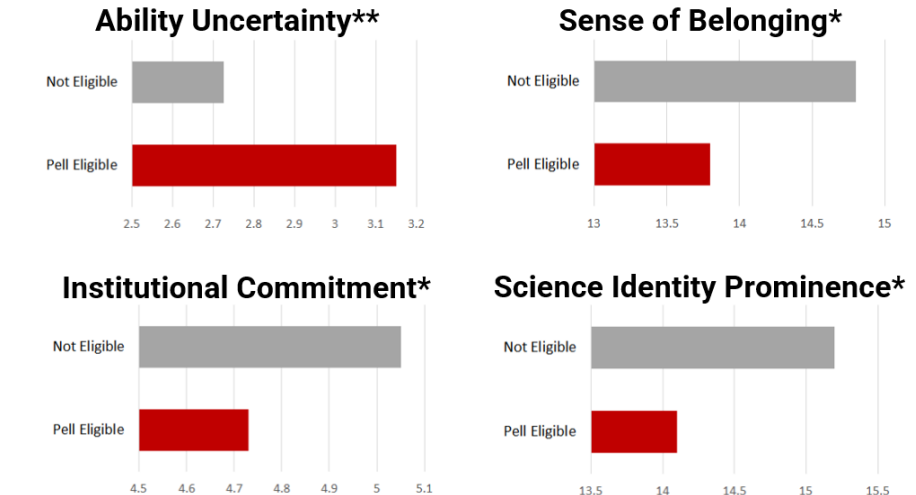 Ability Uncertainty**
Not Eligible
Pell Eligible
2.5 2.6 2.7 2.8 2.9 3 3.1 3.2
Sense of Belonging*
Not Eligible
Pell Eligible
13 13.5 14 14.5 15
Institutional Commitment*
Not Eligible
Pell Eligible
4.5 4.6 4.7 4.8 4.9 5 5.1
Science Identity Prominence*
Not Eligible
Pell Eligible
13.5 14 14.5 15 15.5